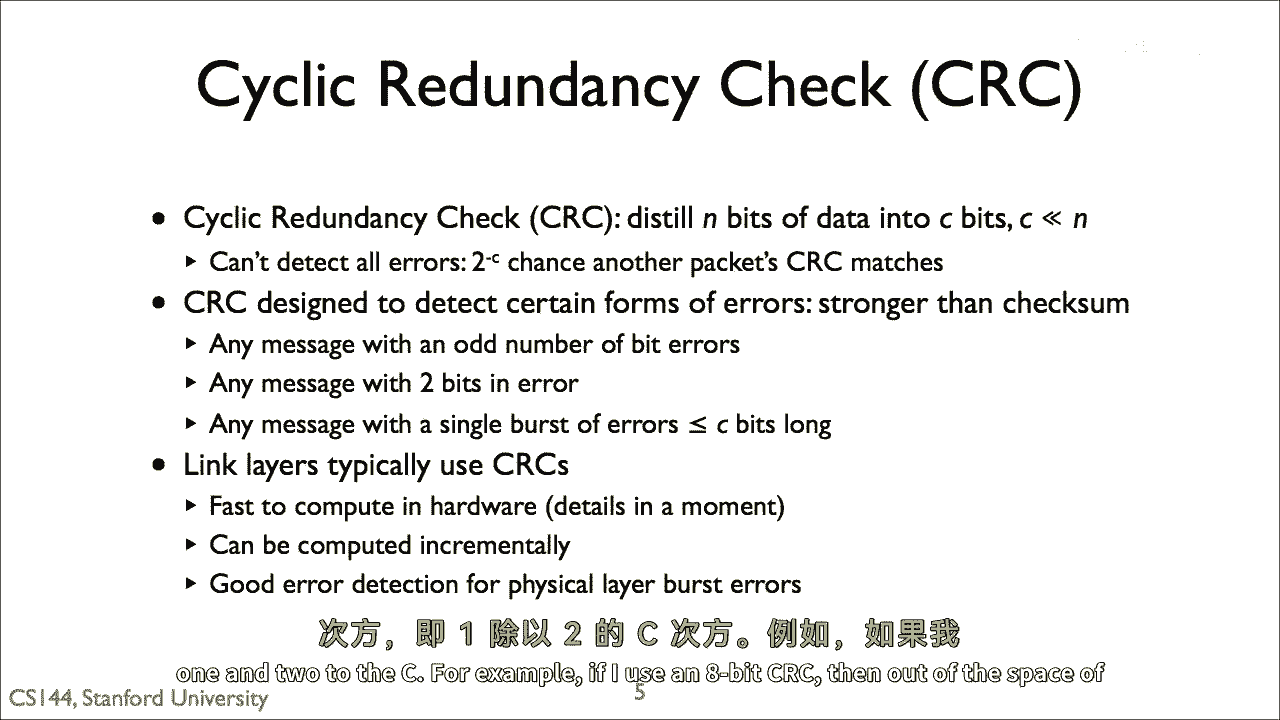 Cyclic Redundancy Check (CRC)
• Cyclic Redundancy Check (CRC): distill n bits of data into c bits, c ≪ n
▸ Can't detect all errors: 2⁻ᶜ chance another packet's CRC matches
• CRC designed to detect certain forms of errors: stronger than checksum
▸ Any message with an odd number of bit errors
▸ Any message with 2 bits in error
▸ Any message with a single burst of errors ≤ c bits long
• Link layers typically use CRCs
▸ Fast to compute in hardware (details in a moment)
▸ Can be computed incrementally
▸ Good error detection for physical layer burst errors
次方，即 1 除以 2 的 C 次方。例如，如果我
one and two to the C. For example, if I use an 8-bit CRC, then out of the space of
CS144, Stanford University
5